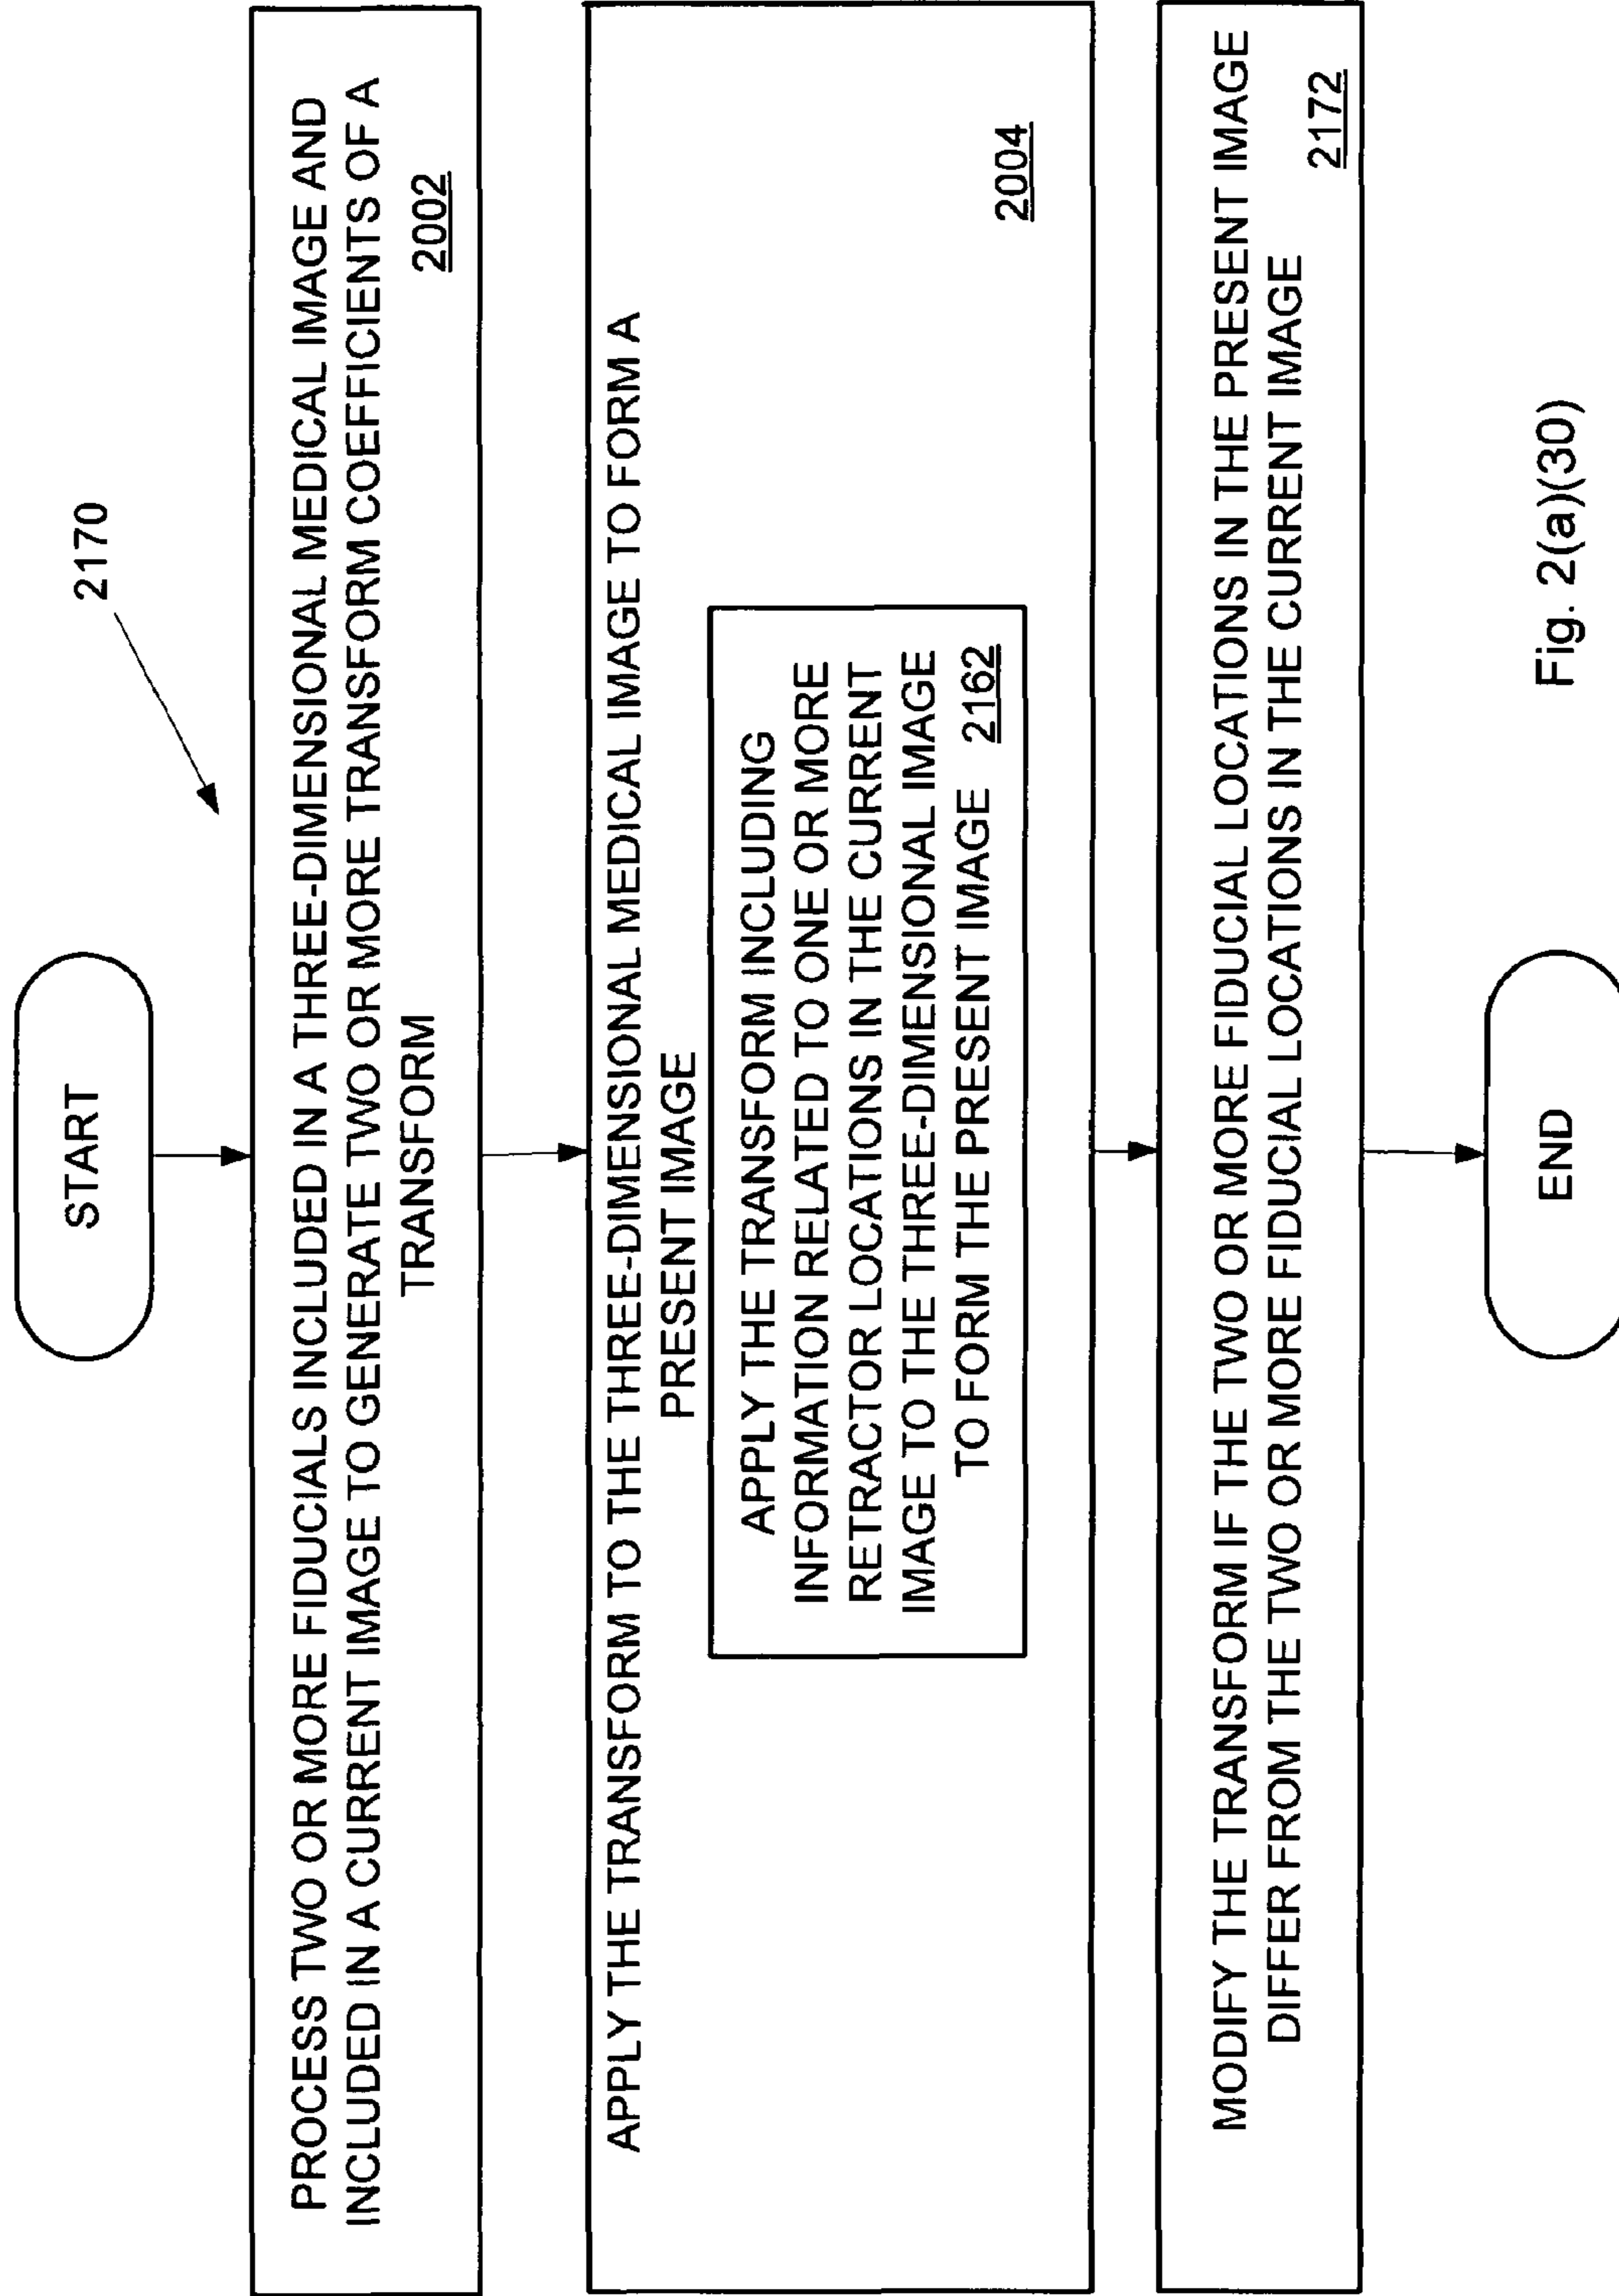 2170
START
PROCESS TWO OR MORE FIDUCIALS INCLUDED IN A THREE-DIMENSIONAL MEDICAL IMAGE AND
INCLUDED IN A CURRENT IMAGE TO GENERATE TWO OR MORE TRANSFORM COEFFICIENTS OF A
TRANSFORM
2002
APPLY THE TRANSFORM TO THE THREE-DIMENSIONAL MEDICAL IMAGE TO FORM A
PRESENT IMAGE
APPLY THE TRANSFORM INCLUDING
INFORMATION RELATED TO ONE OR MORE
RETRACTOR LOCATIONS IN THE CURRENT
IMAGE TO THE THREE-DIMENSIONAL IMAGE
TO FORM THE PRESENT IMAGE 2162
2004
MODIFY THE TRANSFORM IF THE TWO OR MORE FIDUCIAL LOCATIONS IN THE PRESENT IMAGE
DIFFER FROM THE TWO OR MORE FIDUCIAL LOCATIONS IN THE CURRENT IMAGE
2172
END
Fig. 2(a)(30)